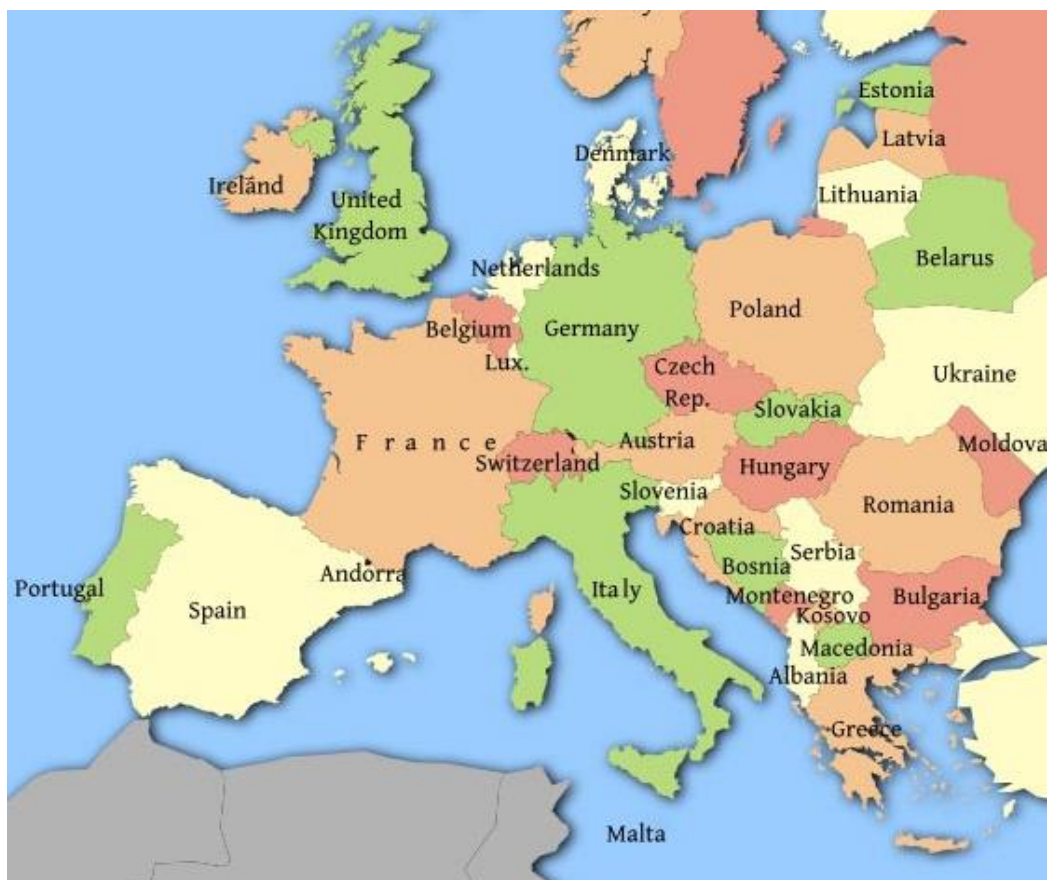 Estonia
Latvia
Denmark
Ireland
Lithuania
United
Kingdom
Belarus
Netherlands
Poland
Belgium
Germany
Lux.
Czech
Rep.
Ukraine
Slovakia
France
Austria
Moldova
Switzerland
Hungary
Slovenia
Romania
Croatia
Serbia
Bosnia
Andorra
Portugal
Italy
Montenegro
Bulgaria
Spain
Kosovo
Macedonia
Albania
Greece
Malta